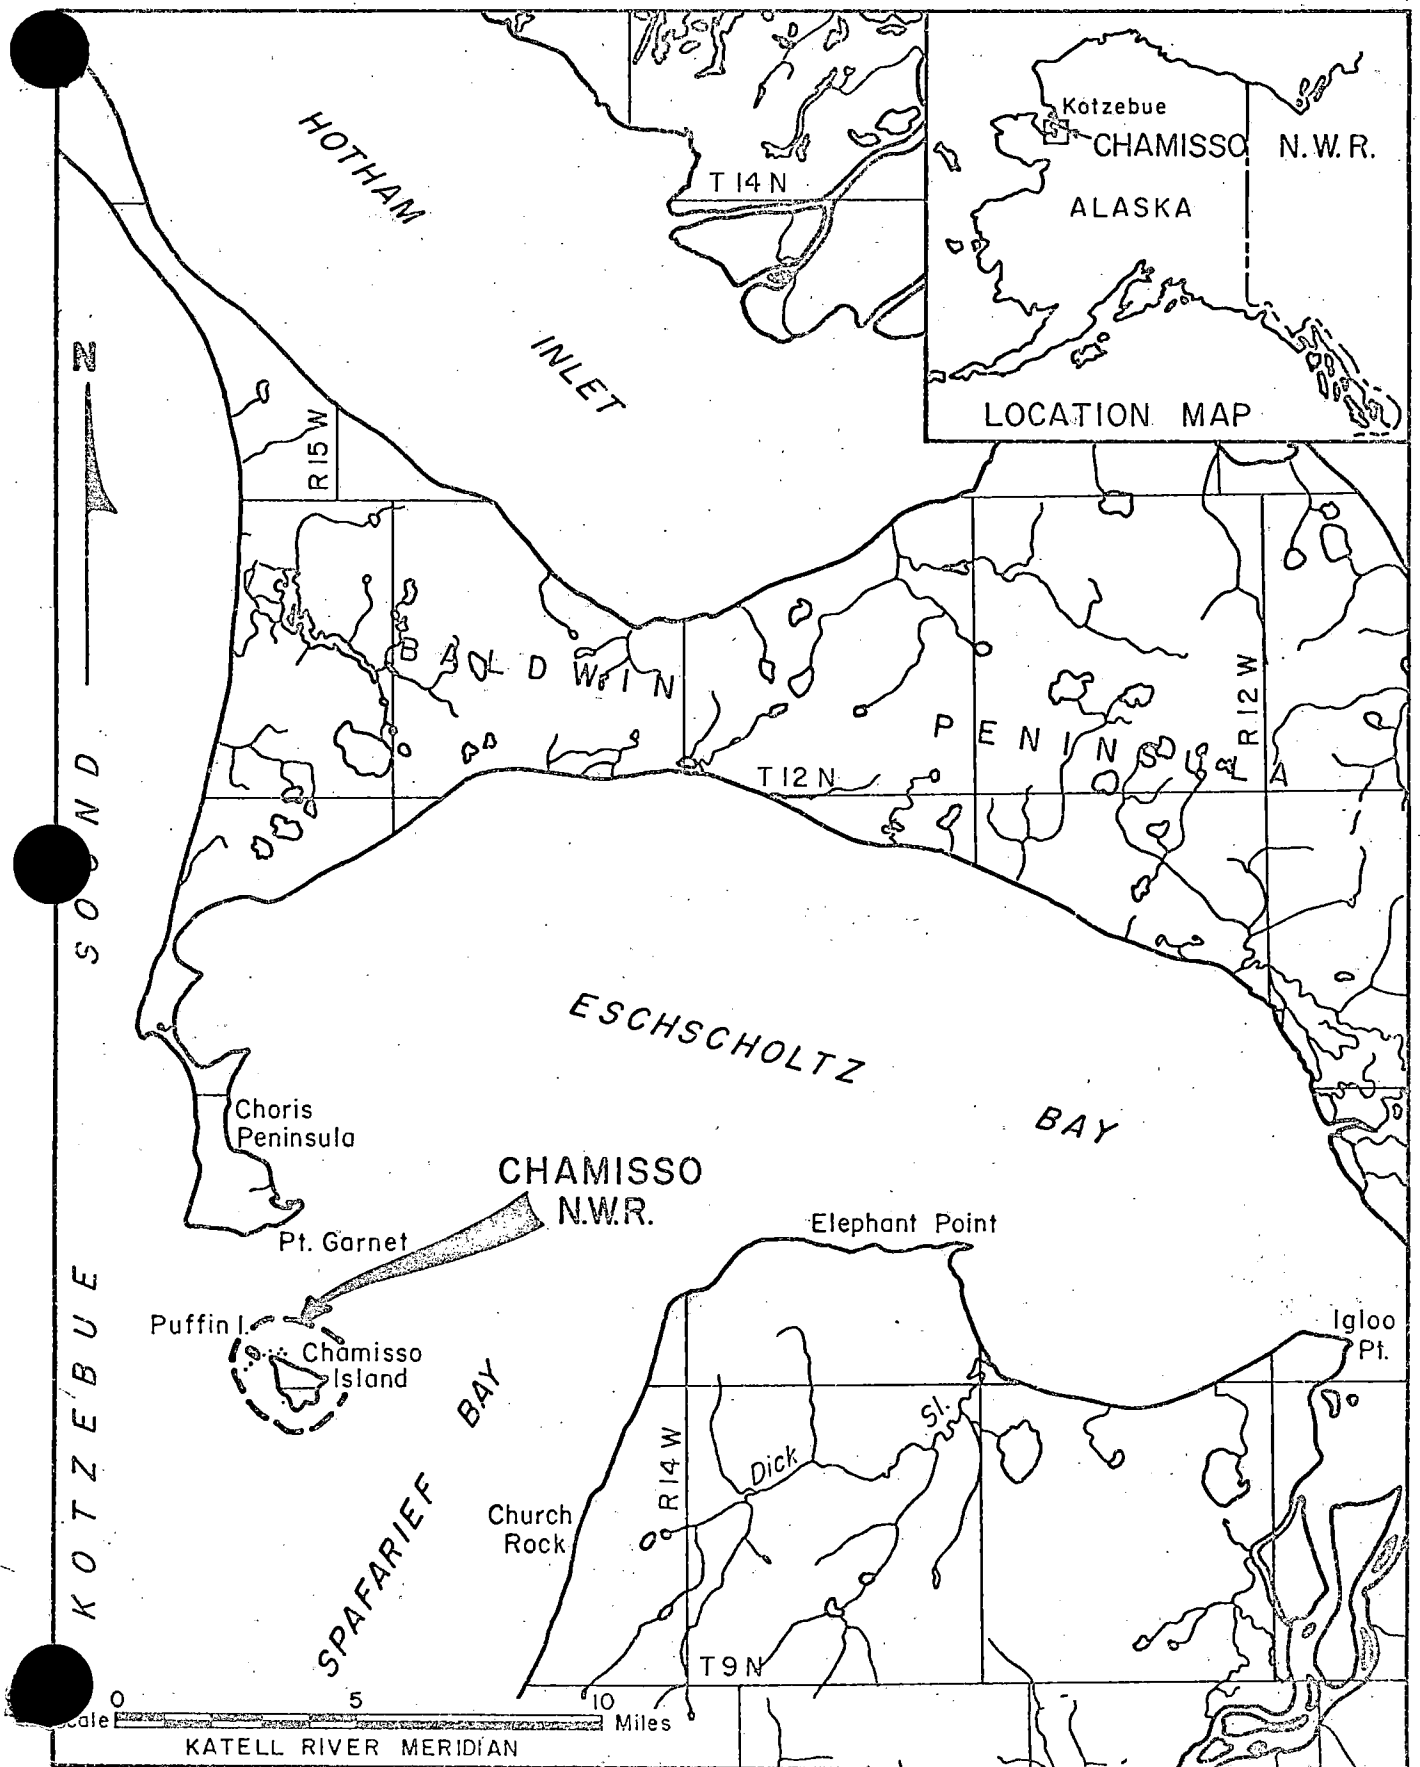 HOTHAM
INLET
T 14 N
Kotzebue
CHAMISSO N.W.R.
ALASKA
LOCATION MAP
N
R 15 W
BALDWIN
PENINSULA
R 12 W
T 12 N
KOTZEBUE SOUND
ESCHSCHOLTZ
BAY
Choris
Peninsula
CHAMISSO
N.W.R.
Pt. Garnet
Elephant Point
Puffin I.
Chamisso
Island
Igloo
Pt.
SPAFARIEF BAY
Church
Rock
R 14 W
Dick Sl.
T 9 N
0 5 10
Miles
KATELL RIVER MERIDIAN